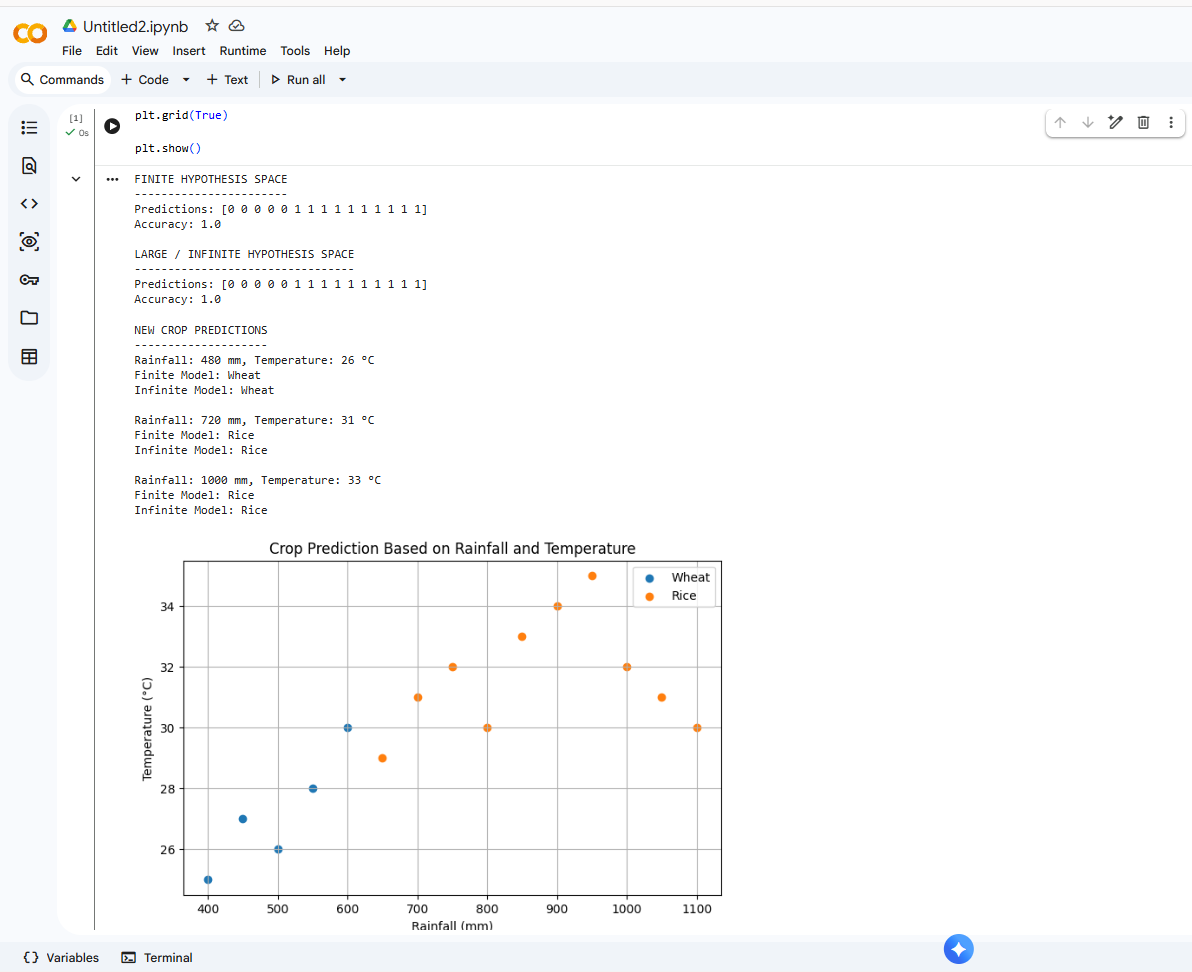 Untitled2.ipynb
File Edit View Insert Runtime Tools Help
Commands + Code + Text Run all
[1]
0s
plt.grid(True)
plt.show()
FINITE HYPOTHESIS SPACE
-----------------------
Predictions: [0 0 0 0 0 1 1 1 1 1 1 1 1 1 1]
Accuracy: 1.0
LARGE / INFINITE HYPOTHESIS SPACE
---------------------------------
Predictions: [0 0 0 0 0 1 1 1 1 1 1 1 1 1 1]
Accuracy: 1.0
NEW CROP PREDICTIONS
--------------------
Rainfall: 480 mm, Temperature: 26 °C
Finite Model: Wheat
Infinite Model: Wheat
Rainfall: 720 mm, Temperature: 31 °C
Finite Model: Rice
Infinite Model: Rice
Rainfall: 1000 mm, Temperature: 33 °C
Finite Model: Rice
Infinite Model: Rice
Crop Prediction Based on Rainfall and Temperature
Wheat
Rice
34
32
30
28
26
Temperature (°C)
400 500 600 700 800 900 1000 1100
Rainfall (mm)
Variables Terminal